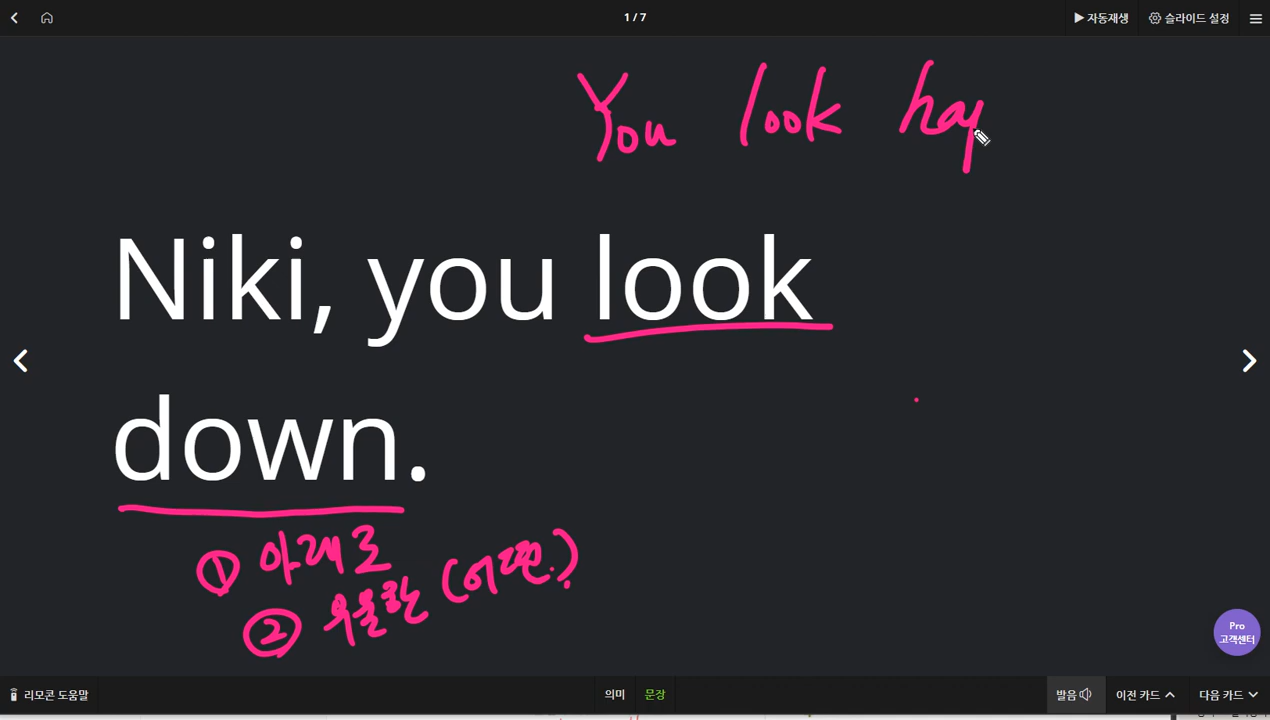 1 / 7
자동재생
슬라이드 설정
You look hap
Niki, you look
down.
① 아래로
② 우울한 (어떤)
Pro
고객센터
리모콘 도움말
의미
문장
발음
이전 카드
다음 카드